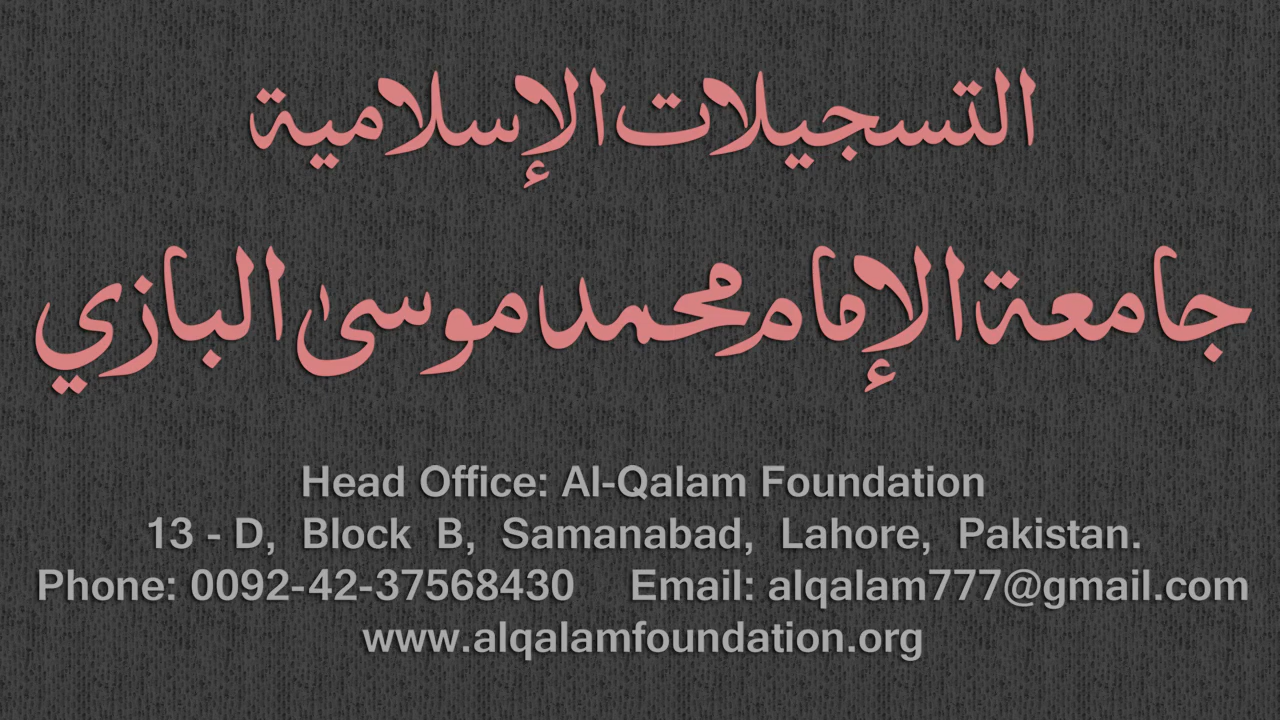 التسجيلات الإسلامية
جامعة الإمام محمد موسىٰ البازي
Head Office: Al-Qalam Foundation
13 - D, Block B, Samanabad, Lahore, Pakistan.
Phone: 0092-42-37568430 Email: alqalam777@gmail.com
www.alqalamfoundation.org